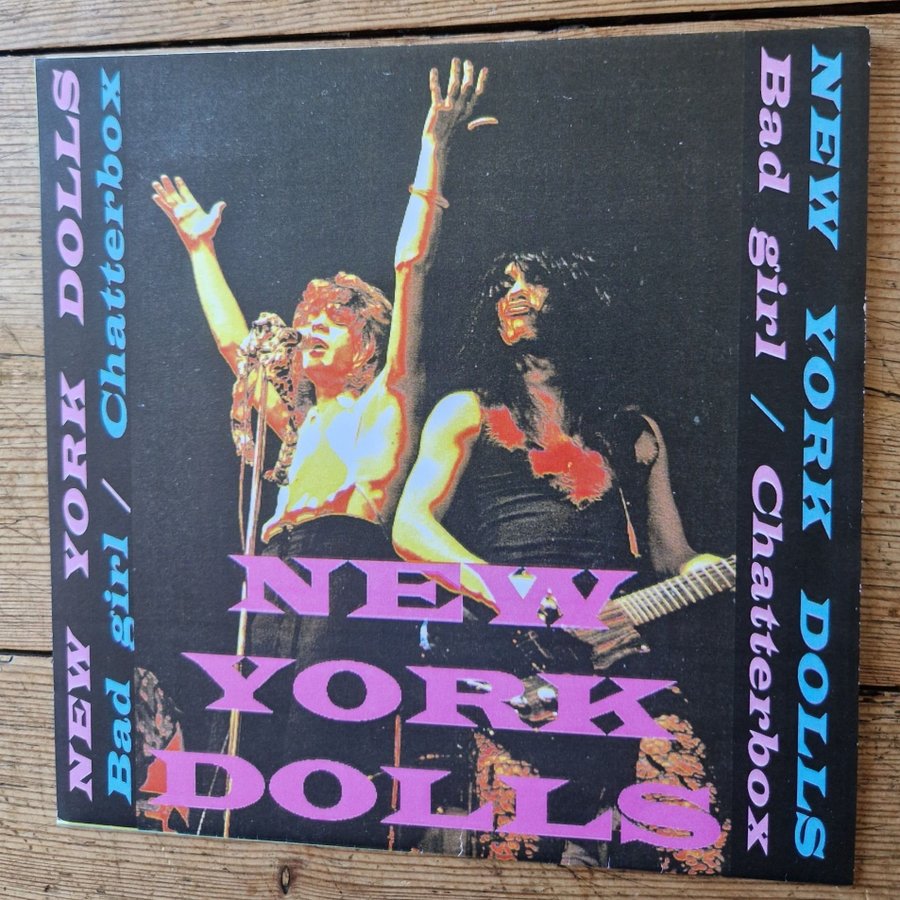 NEW YORK DOLLS
Bad girl / Chatterbox
NEW
YORK
DOLLS
NEW YORK DOLLS
Bad girl / Chatterbox